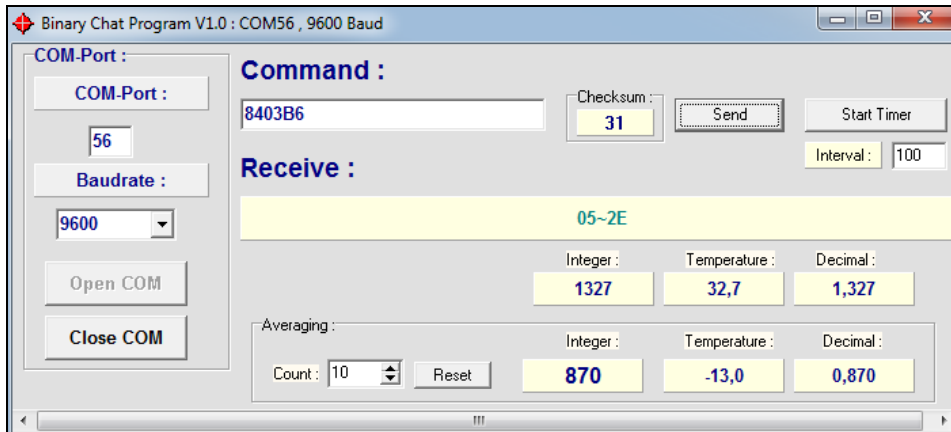 Binary Chat Program V1.0 : COM56 , 9600 Baud
COM-Port :
COM-Port :
56
Baudrate :
9600
Open COM
Close COM
Command :
8403B6
Checksum :
31
Send
Start Timer
Interval :
100
Receive :
05~2E
Integer :
Temperature :
Decimal :
1327
32,7
1,327
Averaging :
Count :
10
Reset
Integer :
Temperature :
Decimal :
870
-13,0
0,870